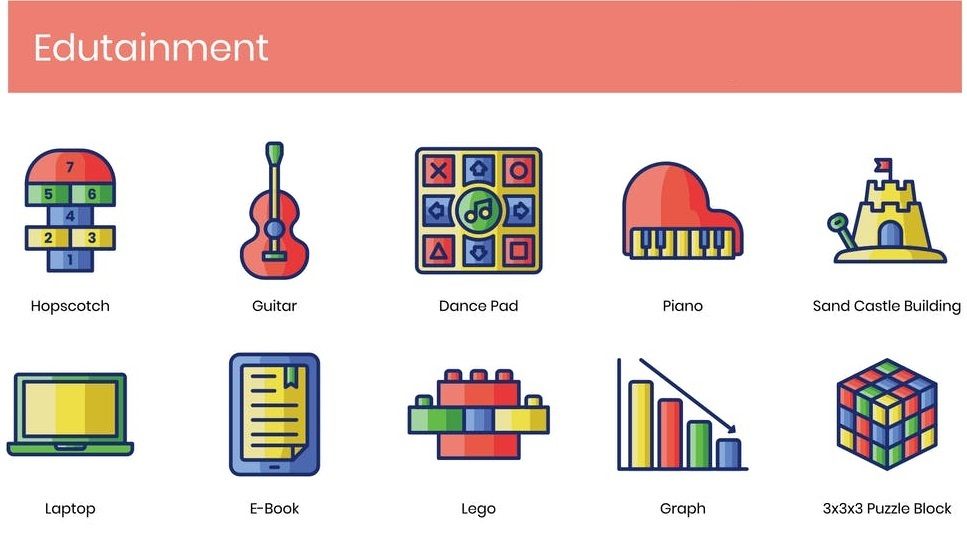 Edutainment
7
5 6
4
2 3
1
Hopscotch
Guitar
Dance Pad
Piano
Sand Castle Building
Laptop
E-Book
Lego
Graph
3x3x3 Puzzle Block